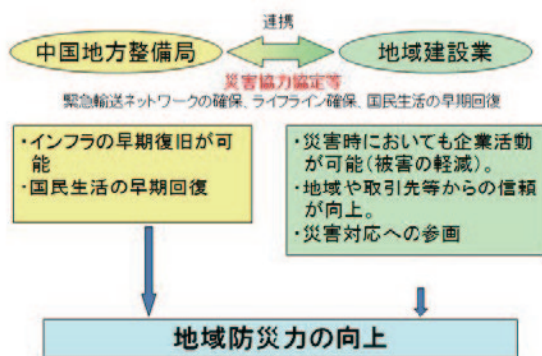 連携
中国地方整備局
地域建設業
災害協力協定等
緊急輸送ネットワークの確保、ライフライン確保、国民生活の早期回復
・インフラの早期復旧が可
能
・国民生活の早期回復
・災害時においても企業活動
が可能(被害の軽減)。
・地域や取引先等からの信頼
が向上。
・災害対応への参画
地域防災力の向上